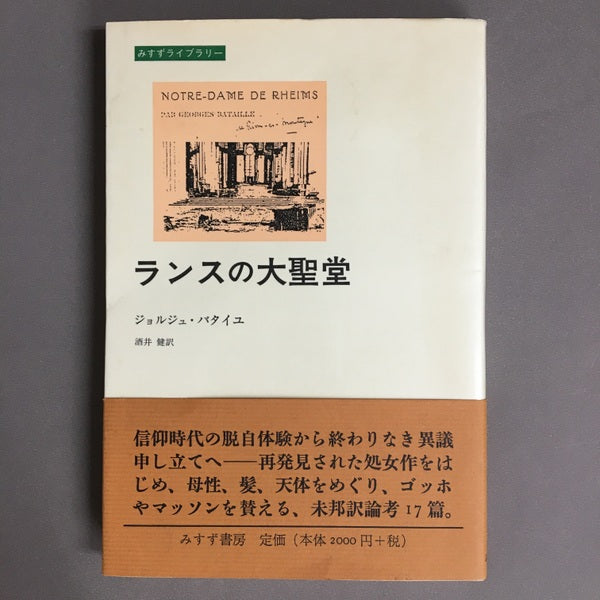 みすずライブラリー
NOTRE-DAME DE RHEIMS
PAR GEORGES BATAILLE
ランスの大聖堂
ジョルジュ・バタイユ
酒井 健訳
信仰時代の脱自体験から終わりなき異議
申し立てへ――再発見された処女作をは
じめ、母性、髪、天体をめぐり、ゴッホ
やマッソンを賛える、未邦訳論考17篇。
みすず書房 定価(本体2000円+税)